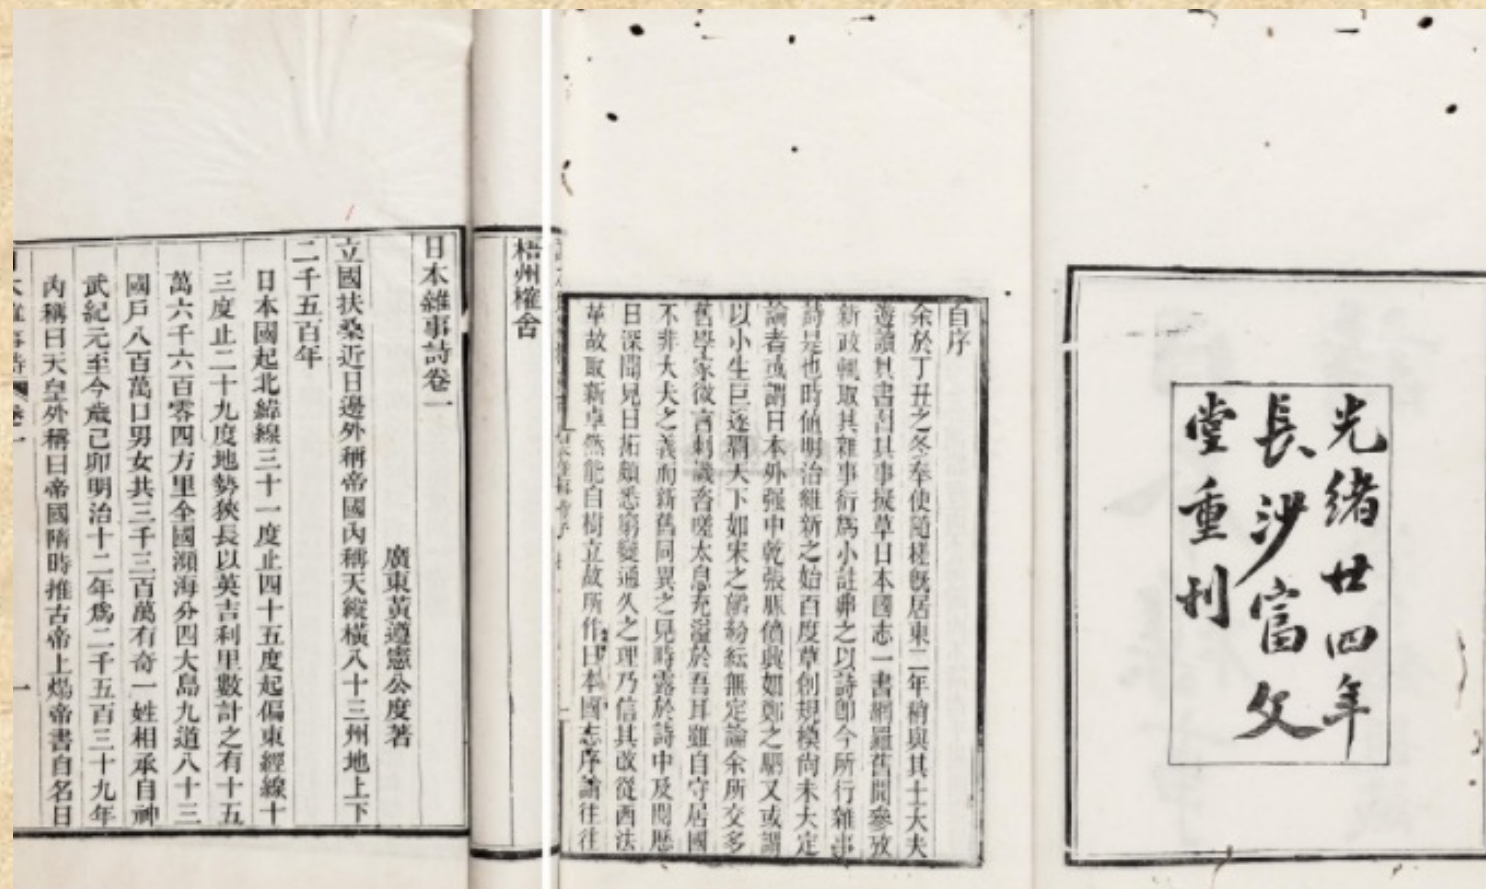 光緒廿四年
長沙富文
堂重刊
自序
余於丁丑之冬奉使隨槎旣居東二年稍與其士大夫
遊讀其書習其事擬草日本國志一書網羅舊聞參攷
新政輒取其雜事衍爲小註弗之以詩卽今所行雜事
詩是也時値明治維新之始百度草創規模尙未大定
論者或謂日本外强中乾張脉僨興如鄭之駟又或謂
以小生巨遂霸天下如宋之鸇紛紜無定論余所交多
舊學家微言刺譏咨嗟太息充溢於吾耳雖自守居國
不非大夫之義而新舊同異之見時露於詩中及閱歷
日深聞見日拓頗悉窮變通久之理乃信其改從西法
革故取新卓然能自樹立故所作日本國志序論往往
梧州權舍
日本雜事詩卷一
廣東黃遵憲公度著
立國扶桑近日邊外稱帝國內稱天縱橫八十三州地上下
二千五百年
日本國起北緯線三十一度止四十五度起偏東經線十
三度止二十九度地勢狹長以英吉利里數計之有十五
萬六千六百零四方里全國瀕海分四大島九道八十三
國戶八百萬口男女共三千三百萬有奇一姓相承自神
武紀元至今歲己卯明治十二年爲二千五百三十九年
內稱曰天皇外稱曰帝國隋時推古帝上煬帝書自名日
日本雜事詩 卷一 一